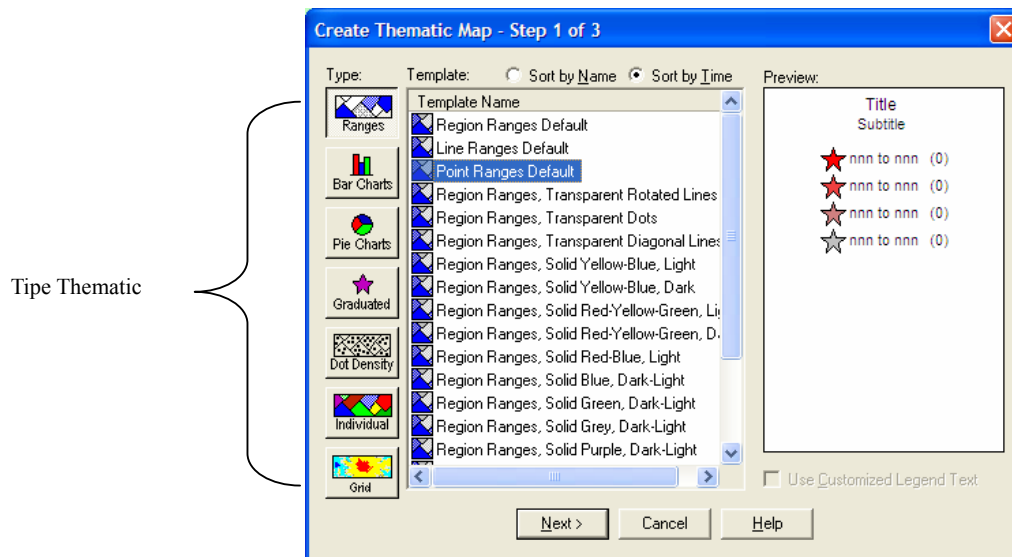 Create Thematic Map - Step 1 of 3
Type:
Template:
Sort by Name
Sort by Time
Preview:
Tipe Thematic
Ranges
Bar Charts
Pie Charts
Graduated
Dot Density
Individual
Grid
Template Name
Region Ranges Default
Line Ranges Default
Point Ranges Default
Region Ranges, Transparent Rotated Lines
Region Ranges, Transparent Dots
Region Ranges, Transparent Diagonal Lines
Region Ranges, Solid Yellow-Blue, Light
Region Ranges, Solid Yellow-Blue, Dark
Region Ranges, Solid Red-Yellow-Green, Li
Region Ranges, Solid Red-Yellow-Green, D
Region Ranges, Solid Red-Blue, Light
Region Ranges, Solid Blue, Dark-Light
Region Ranges, Solid Green, Dark-Light
Region Ranges, Solid Grey, Dark-Light
Region Ranges, Solid Purple, Dark-Light
Title
Subtitle
nnn to nnn (0)
nnn to nnn (0)
nnn to nnn (0)
nnn to nnn (0)
Use Customized Legend Text
Next >
Cancel
Help